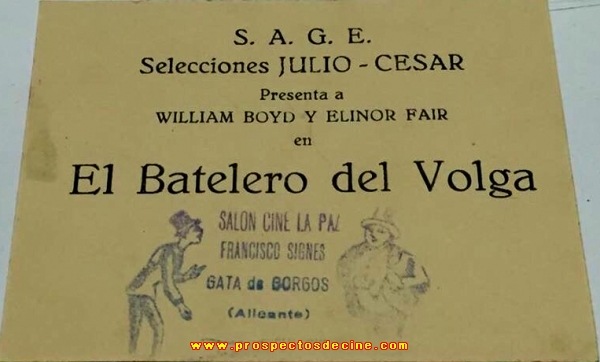 S. A. G. E.
Selecciones JULIO - CESAR
Presenta a
WILLIAM BOYD Y ELINOR FAIR
en
El Batelero del Volga
SALON CINE LA PAZ
FRANCISCO SIGNES
GATA de GORGOS
(Alicante)
www.prospectosdecine.com